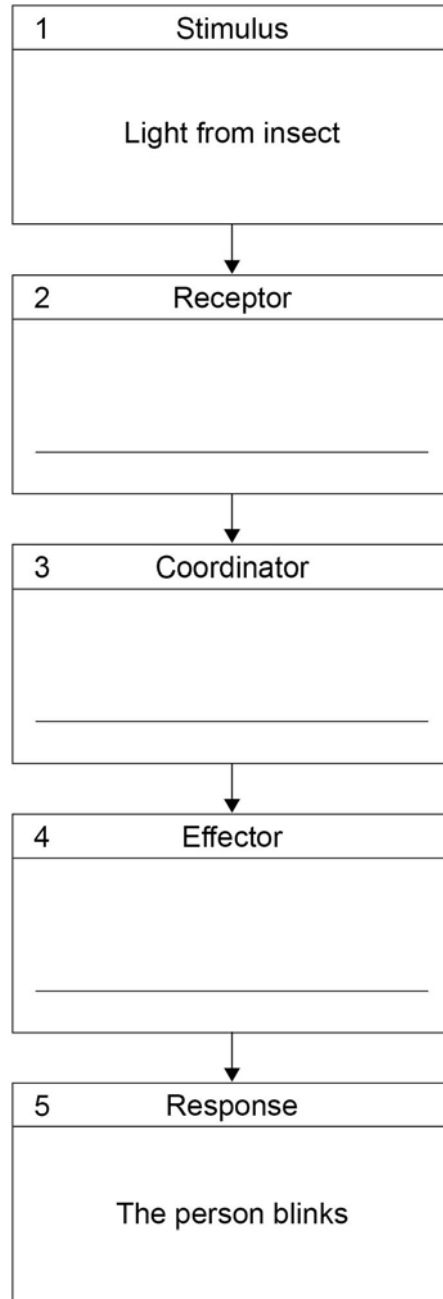 1 Stimulus
Light from insect
2 Receptor
3 Coordinator
4 Effector
5 Response
The person blinks